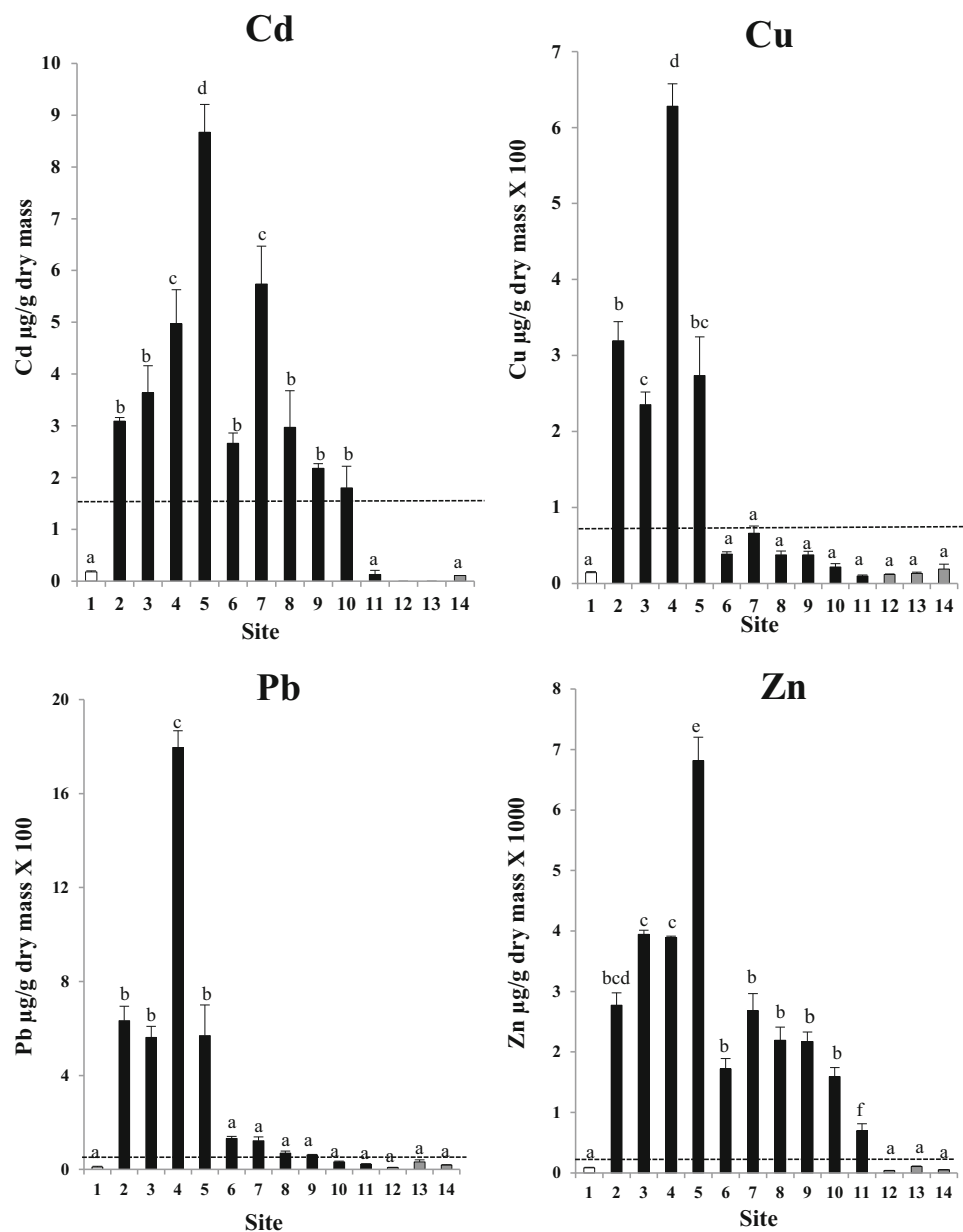 Cd
Cd µg/g dry mass
10
9
8
7
6
5
4
3
2
1
0
a
b
b
c
d
b
c
b
b
b
a
a
1 2 3 4 5 6 7 8 9 10 11 12 13 14
Site
Cu
Cu µg/g dry mass X 100
7
6
5
4
3
2
1
0
a
b
c
d
bc
a
a
a
a
a
a
a
a
a
1 2 3 4 5 6 7 8 9 10 11 12 13 14
Site
Pb
Pb µg/g dry mass X 100
20
16
12
8
4
0
a
b
b
c
b
a
a
a
a
a
a
a
a
a
1 2 3 4 5 6 7 8 9 10 11 12 13 14
Site
Zn
Zn µg/g dry mass X 1000
8
7
6
5
4
3
2
1
0
a
bcd
c
c
e
b
b
b
b
b
f
a
a
a
1 2 3 4 5 6 7 8 9 10 11 12 13 14
Site